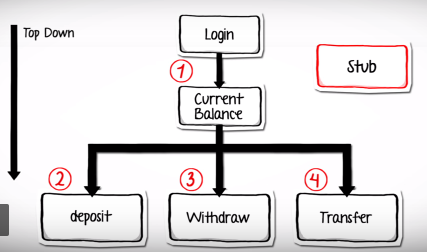 Top Down
Login
Stub
1
Current
Balance
2
3
4
deposit
Withdraw
Transfer